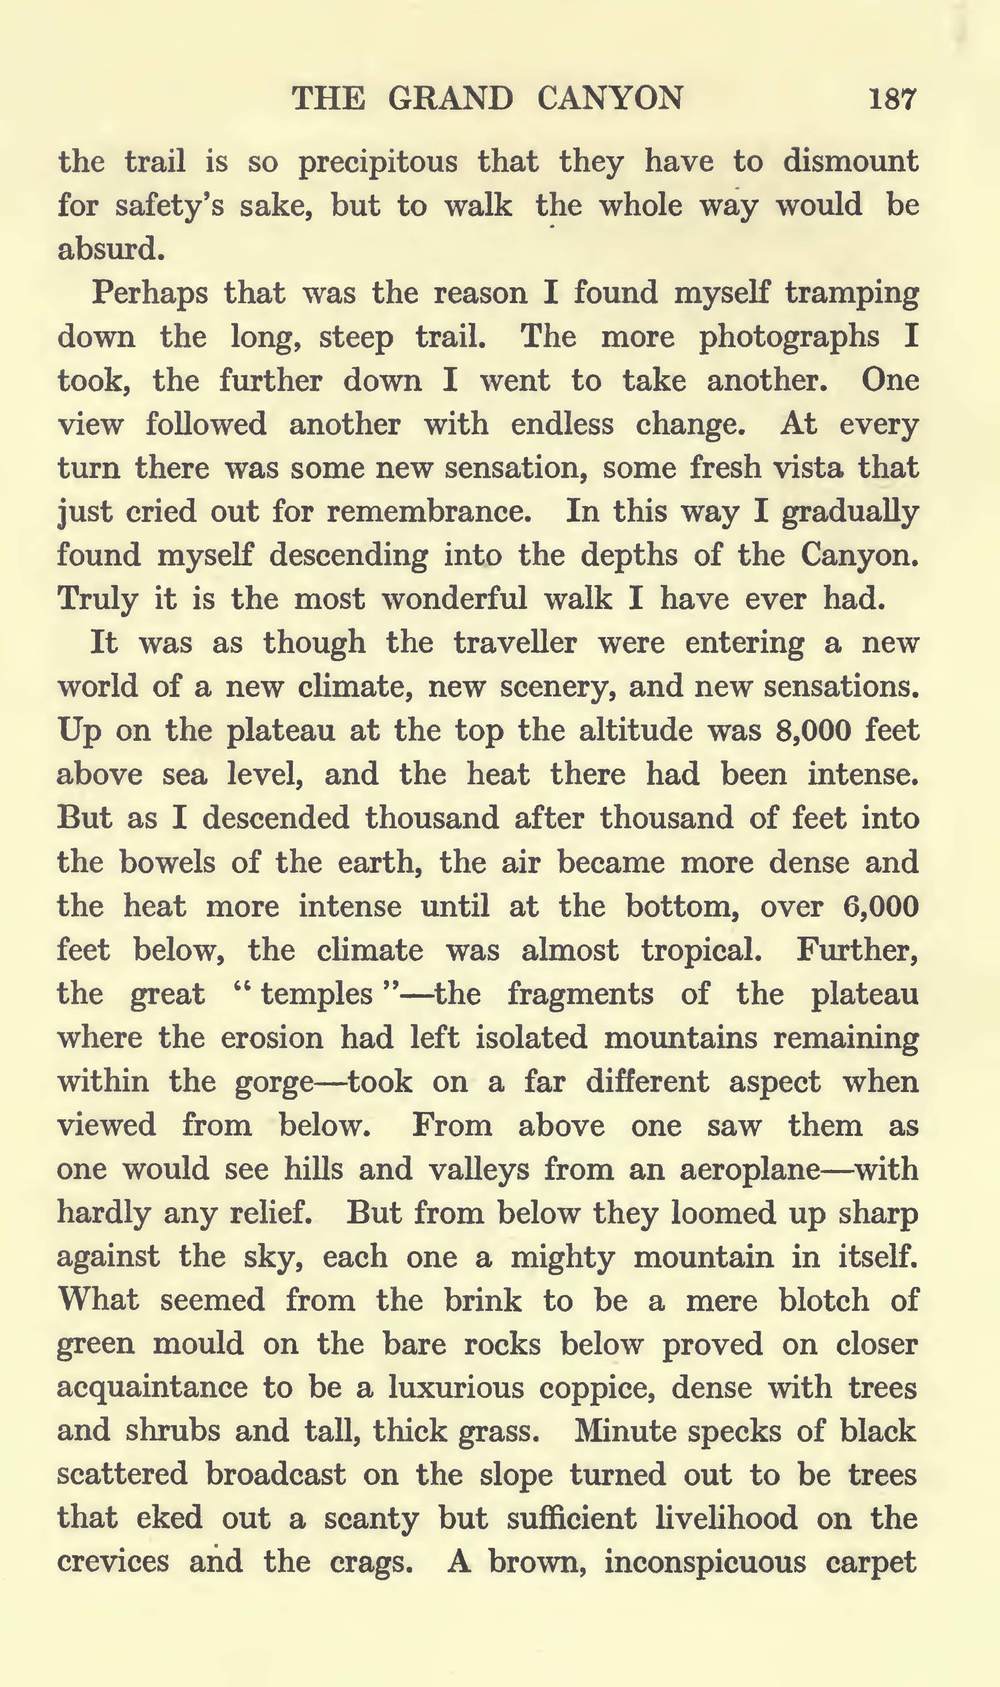 THE GRAND CANYON 187
the trail is so precipitous that they have to dismount
for safety's sake, but to walk the whole way would be
absurd.
Perhaps that was the reason I found myself tramping
down the long, steep trail. The more photographs I
took, the further down I went to take another. One
view followed another with endless change. At every
turn there was some new sensation, some fresh vista that
just cried out for remembrance. In this way I gradually
found myself descending into the depths of the Canyon.
Truly it is the most wonderful walk I have ever had.
It was as though the traveller were entering a new
world of a new climate, new scenery, and new sensations.
Up on the plateau at the top the altitude was 8,000 feet
above sea level, and the heat there had been intense.
But as I descended thousand after thousand of feet into
the bowels of the earth, the air became more dense and
the heat more intense until at the bottom, over 6,000
feet below, the climate was almost tropical. Further,
the great “ temples ”—the fragments of the plateau
where the erosion had left isolated mountains remaining
within the gorge—took on a far different aspect when
viewed from below. From above one saw them as
one would see hills and valleys from an aeroplane—with
hardly any relief. But from below they loomed up sharp
against the sky, each one a mighty mountain in itself.
What seemed from the brink to be a mere blotch of
green mould on the bare rocks below proved on closer
acquaintance to be a luxurious coppice, dense with trees
and shrubs and tall, thick grass. Minute specks of black
scattered broadcast on the slope turned out to be trees
that eked out a scanty but sufficient livelihood on the
crevices and the crags. A brown, inconspicuous carpet